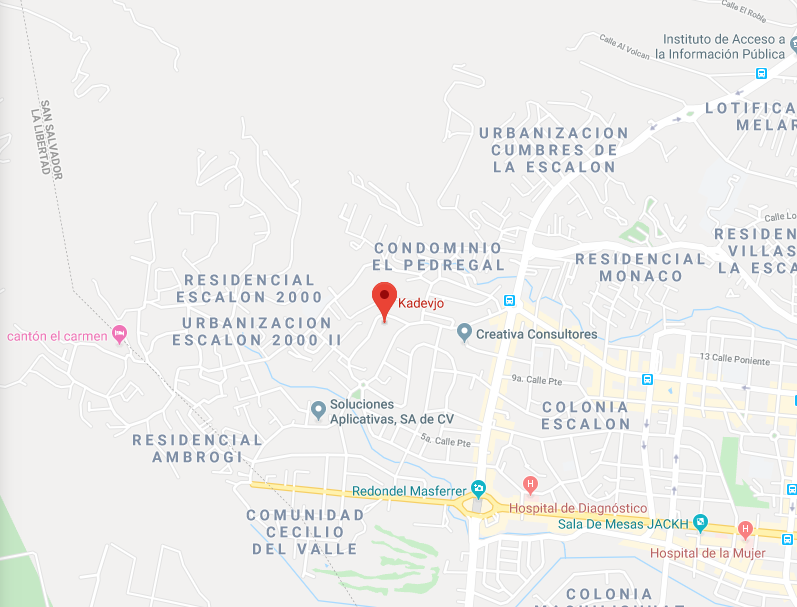 Calle El Roble
Calle Al Volcan
Instituto de Acceso a
la Información Pública
SAN SALVADOR
LA LIBERTAD
LOTIFICA
MELAR
URBANIZACION
CUMBRES DE
LA ESCALON
Calle Lo
RESIDEN
VILLAS
LA ESCA
CONDOMINIO
EL PEDREGAL
RESIDENCIAL
MONACO
RESIDENCIAL
ESCALON 2000
Kadevjo
URBANIZACION
ESCALON 2000 II
cantón el carmen
Creativa Consultores
13 Calle Poniente
9a. Calle Pte
Soluciones
Aplicativas, SA de CV
COLONIA
ESCALON
RESIDENCIAL
AMBROGI
5a. Calle Pte
Redondel Masferrer
H
Hospital de Diagnóstico
Sala De Mesas JACKH
H
Hospital de la Mujer
COMUNIDAD
CECILIO
DEL VALLE
COLONIA